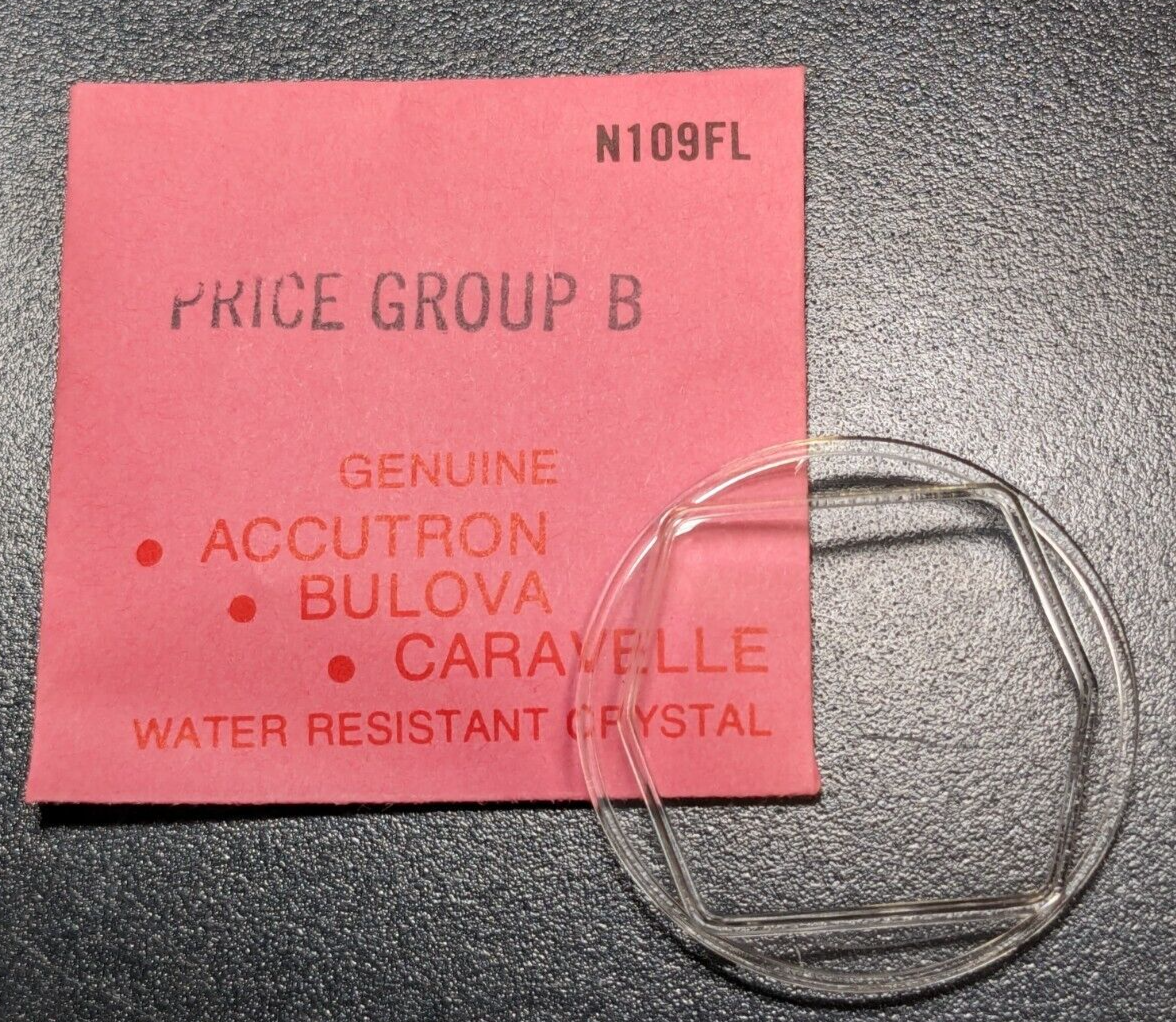 N109FL
PRICE GROUP B
GENUINE
• ACCUTRON
• BULOVA
• CARAVELLE
WATER RESISTANT CRYSTAL